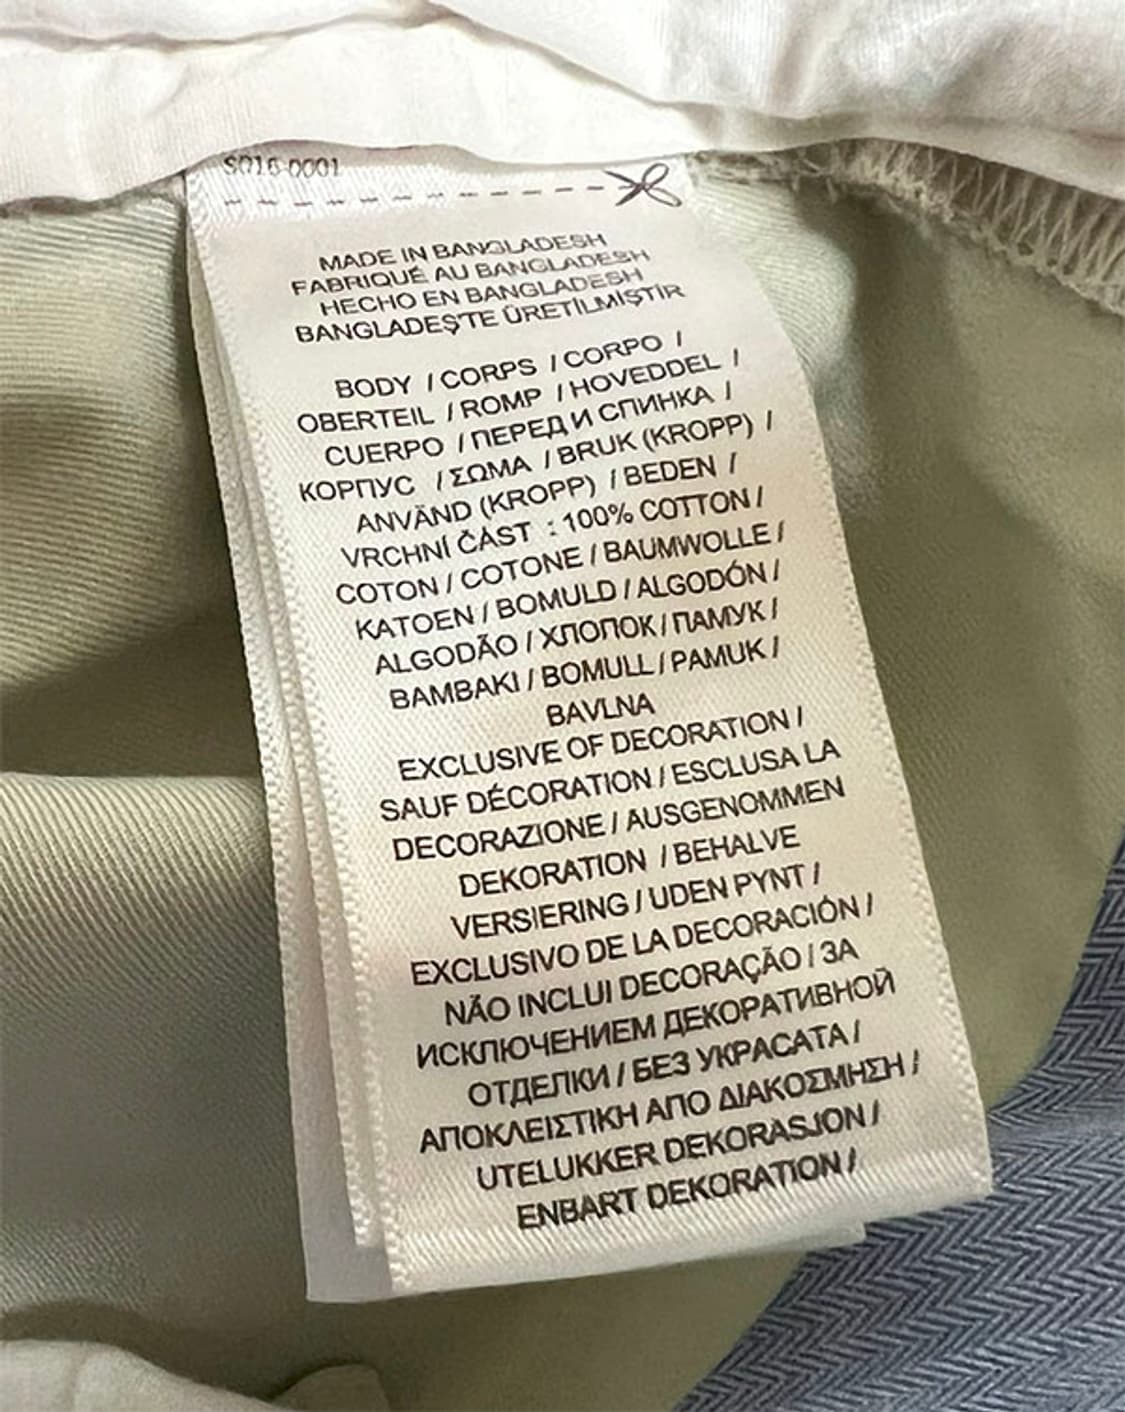 S016-0001
MADE IN BANGLADESH
FABRIQUÉ AU BANGLADESH
HECHO EN BANGLADESH
BANGLADEŞ'TE ÜRETİLMİŞTİR
BODY / CORPS / CORPO /
OBERTEIL / ROMP / HOVEDDEL /
CUERPO / ПЕРЕД И СПИНКА /
КОРПУС / ΣΩΜΑ / BRUK (KROPP) /
ANVÄND (KROPP) / BEDEN /
VRCHNÍ ČÁST : 100% COTTON /
COTON / COTONE / BAUMWOLLE /
KATOEN / BOMULD / ALGODÓN /
ALGODÃO / ХЛОПОК / ПАМУК /
BAMBAKI / BOMULL / PAMUK /
BAVLNA
EXCLUSIVE OF DECORATION /
SAUF DÉCORATION / ESCLUSA LA
DECORAZIONE / AUSGENOMMEN
DEKORATION / BEHALVE
VERSIERING / UDEN PYNT /
EXCLUSIVO DE LA DECORACIÓN /
NÃO INCLUI DECORAÇÃO / ЗА
ИСКЛЮЧЕНИЕМ ДЕКОРАТИВНОЙ
ОТДЕЛКИ / БЕЗ УКРАСАТА /
ΑΠΟΚΛΕΙΣΤΙΚΗ ΑΠΟ ΔΙΑΚΟΣΜΗΣΗ /
UTELUKKER DEKORASJON /
ENBART DEKORATION /